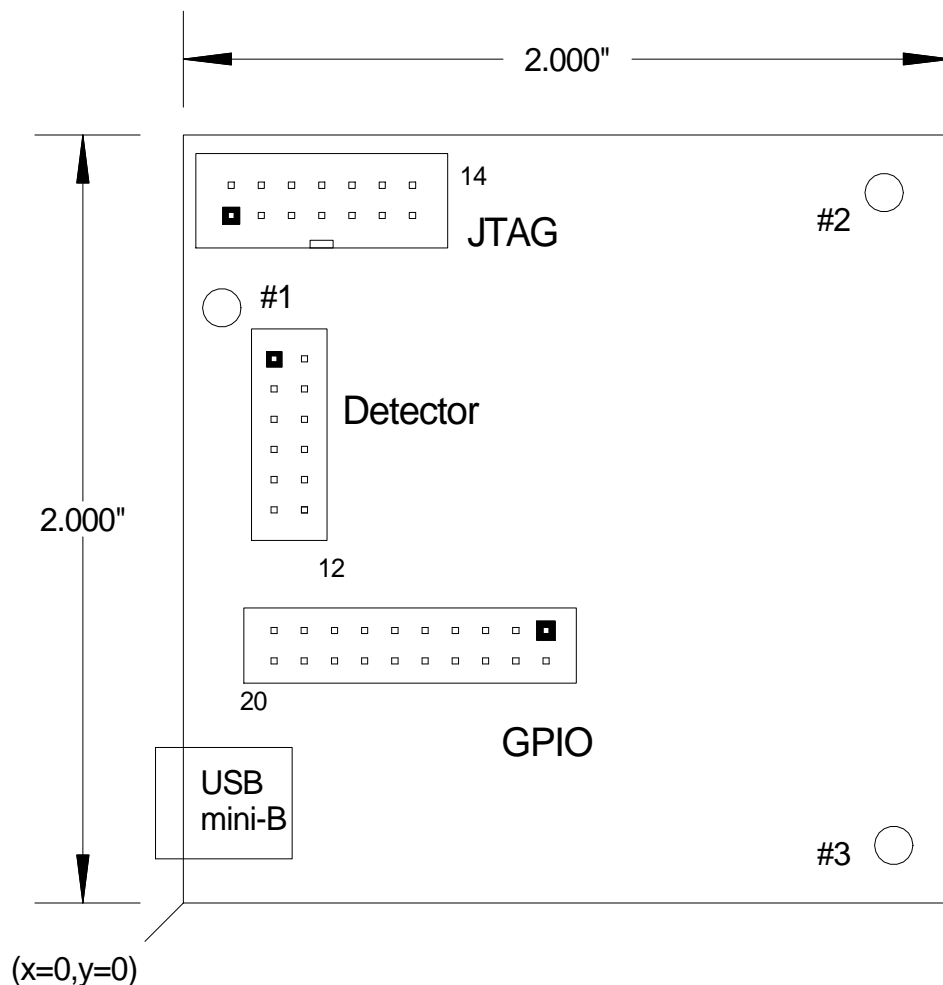 2.000"
14
JTAG
#2
#1
Detector
2.000"
12
20
GPIO
USB
mini-B
#3
(x=0,y=0)